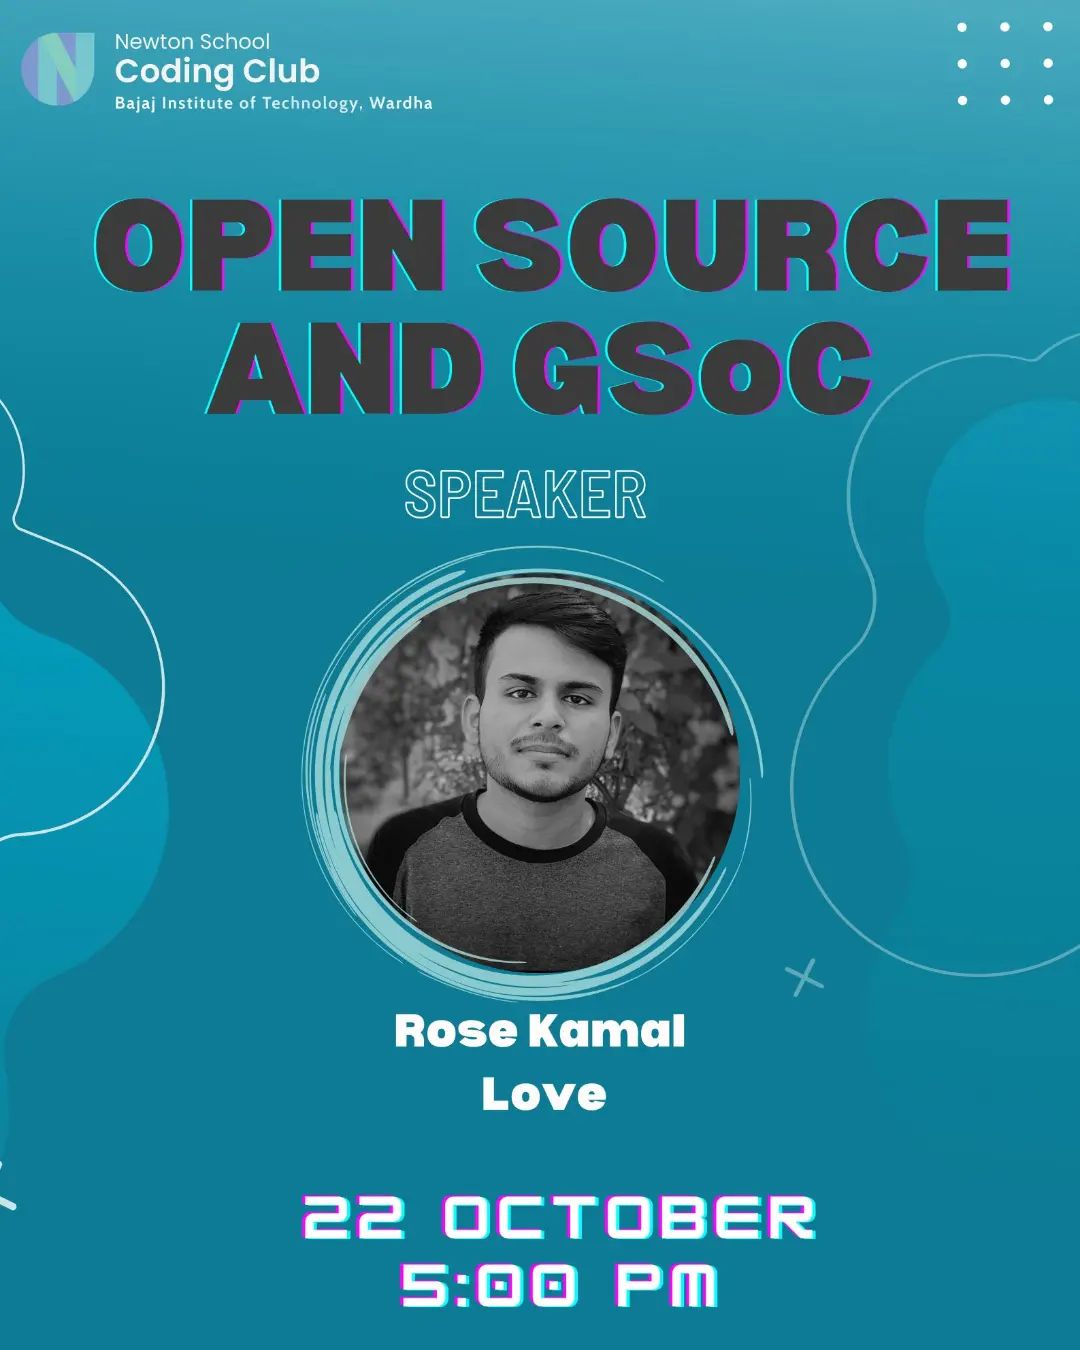 Newton School
Coding Club
Bajaj Institute of Technology, Wardha
OPEN SOURCE
AND GSoC
SPEAKER
Rose Kamal
Love
22 OCTOBER
5:00 PM